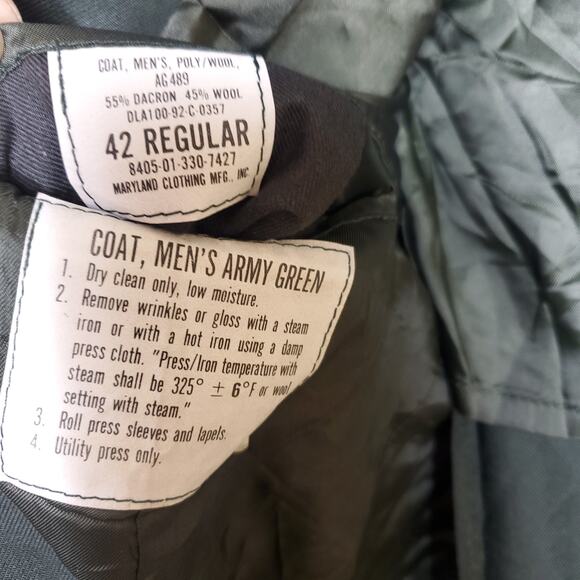 COAT, MEN'S, POLY/WOOL,
AG489
55% DACRON 45% WOOL
DLA100-92-C-0357
42 REGULAR
8405-01-330-7427
MARYLAND CLOTHING MFG., INC.
COAT, MEN'S ARMY GREEN
1. Dry clean only, low moisture.
2. Remove wrinkles or gloss with a steam
iron or with a hot iron using a damp
press cloth. "Press/Iron temperature with
steam shall be 325° ± 6°F or wool
setting with steam."
3. Roll press sleeves and lapels.
4. Utility press only.